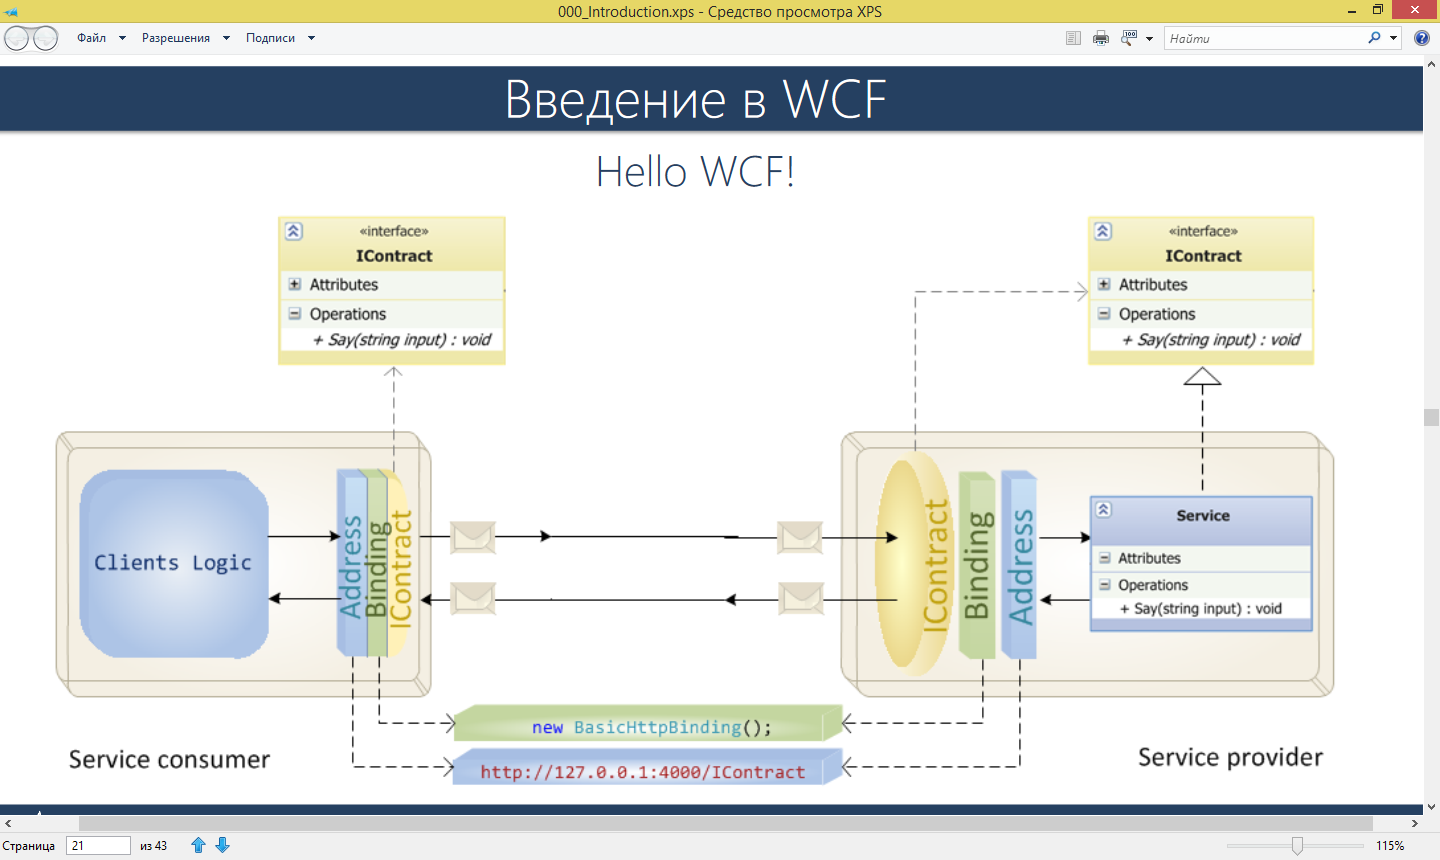 000_Introduction.xps - Средство просмотра XPS
Файл Разрешения Подписи
100
Найти
?
Введение в WCF
Hello WCF!
«interface»
IContract
Attributes
Operations
+ Say(string input) : void
«interface»
IContract
Attributes
Operations
+ Say(string input) : void
Clients Logic
Address
Binding
IContract
IContract
Binding
Address
Service
Attributes
Operations
+ Say(string input) : void
new BasicHttpBinding();
http://127.0.0.1:4000/IContract
Service consumer
Service provider
Страница 21 из 43
115%